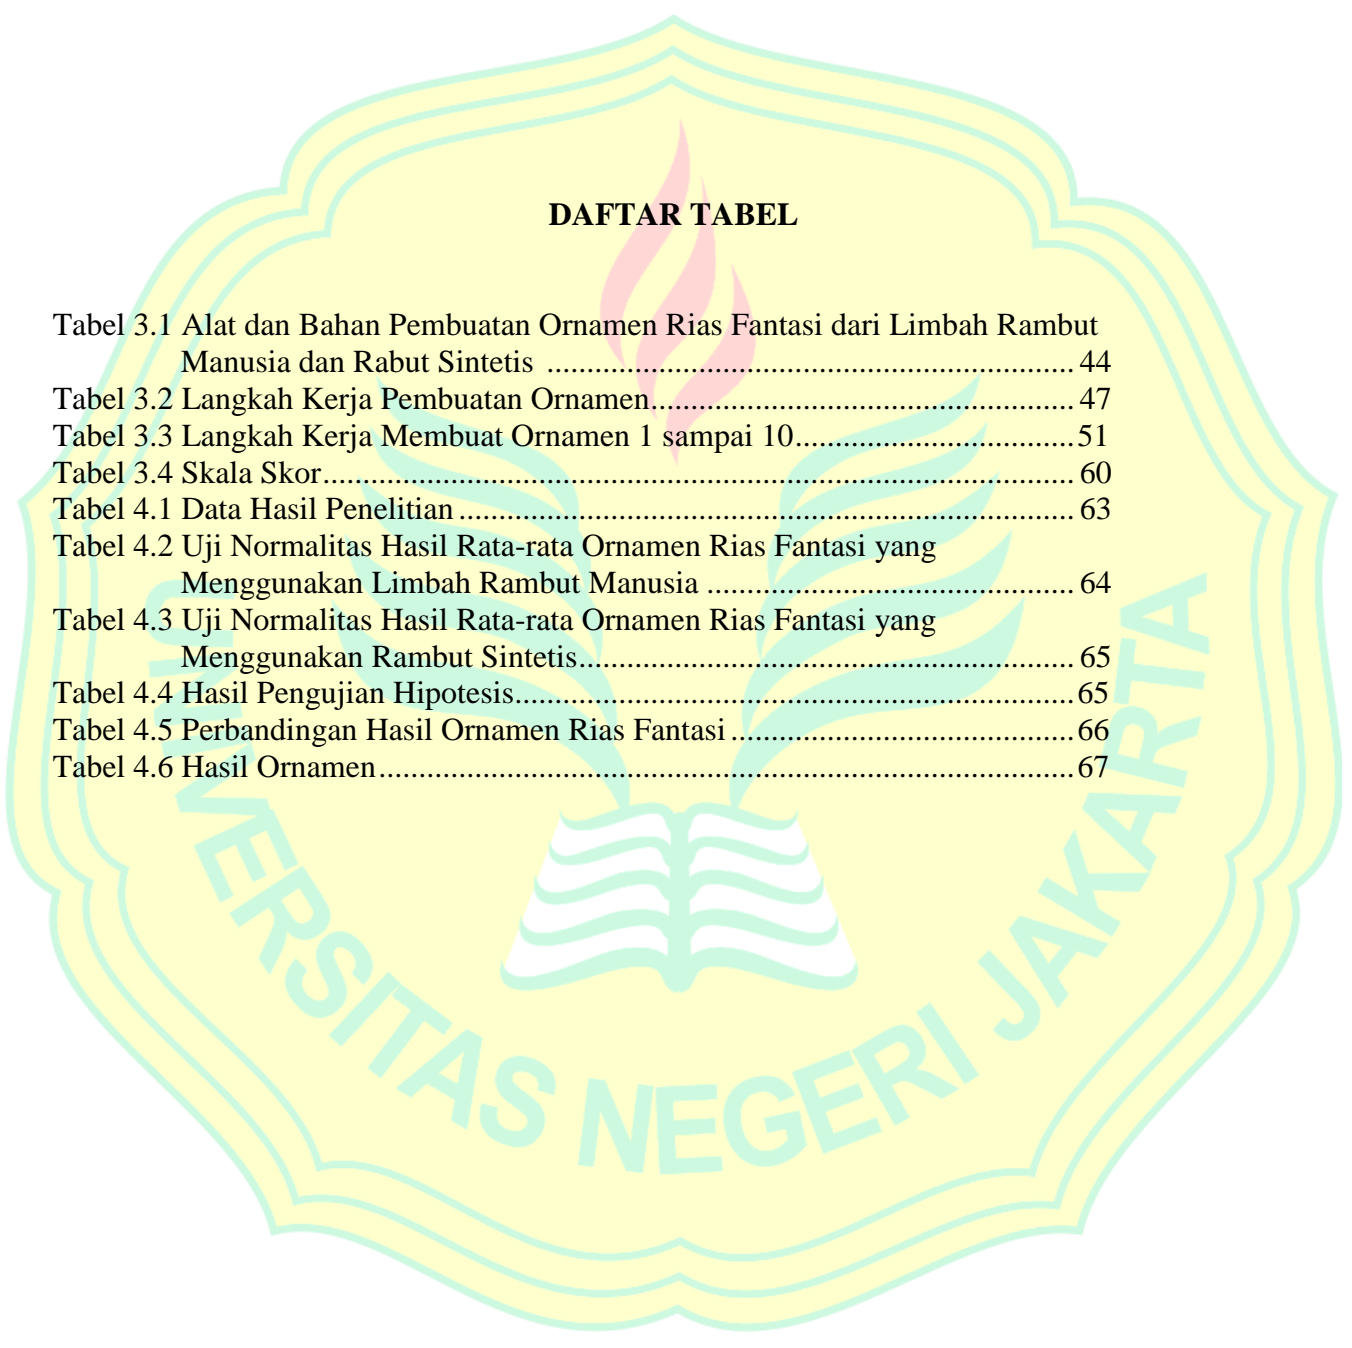 DAFTAR TABEL
Tabel 3.1 Alat dan Bahan Pembuatan Ornamen Rias Fantasi dari Limbah Rambut
Manusia dan Rabut Sintetis .......................................................................... 44
Tabel 3.2 Langkah Kerja Pembuatan Ornamen........................................................... 47
Tabel 3.3 Langkah Kerja Membuat Ornamen 1 sampai 10.......................................51
Tabel 3.4 Skala Skor......................................................................................................... 60
Tabel 4.1 Data Hasil Penelitian ...................................................................................... 63
Tabel 4.2 Uji Normalitas Hasil Rata-rata Ornamen Rias Fantasi yang
Menggunakan Limbah Rambut Manusia ................................................... 64
Tabel 4.3 Uji Normalitas Hasil Rata-rata Ornamen Rias Fantasi yang
Menggunakan Rambut Sintetis..................................................................... 65
Tabel 4.4 Hasil Pengujian Hipotesis..............................................................................65
Tabel 4.5 Perbandingan Hasil Ornamen Rias Fantasi ................................................66
Tabel 4.6 Hasil Ornamen.................................................................................................67
UNIVERSITAS NEGERI JAKARTA